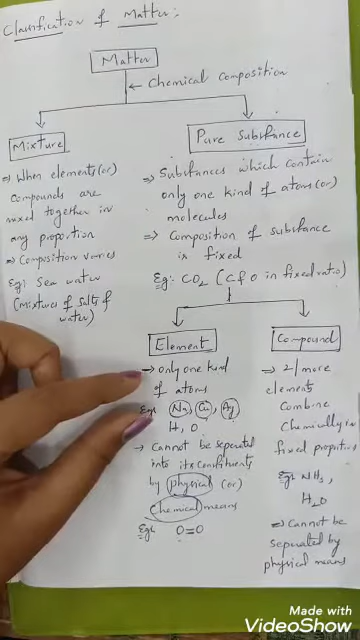 Classification of Matter:
Matter
Chemical composition
Mixture
⇒ When elements (or)
compounds are
mixed together in
any proportion
⇒ Composition varies
Eg: Sea water
(Mixtures of salts &
water)
Pure Substance
⇒ Substances which contain
only one kind of atoms (or)
molecules
⇒ Composition of substance
is fixed
Eg:- CO2 (C & O in fixed ratio)
Element
→ only one kind
of atoms
Eg: Na, Cu, Ag
H, O
→ Cannot be separated
into its constituents
by physical (or)
chemical means
Eg: O=O
Compound
⇒ 2/more
elements
Combine
Chemically in
fixed proportion
Eg: NH3,
H2O
⇒ Cannot be
separated by
physical means
Made with
VideoShow